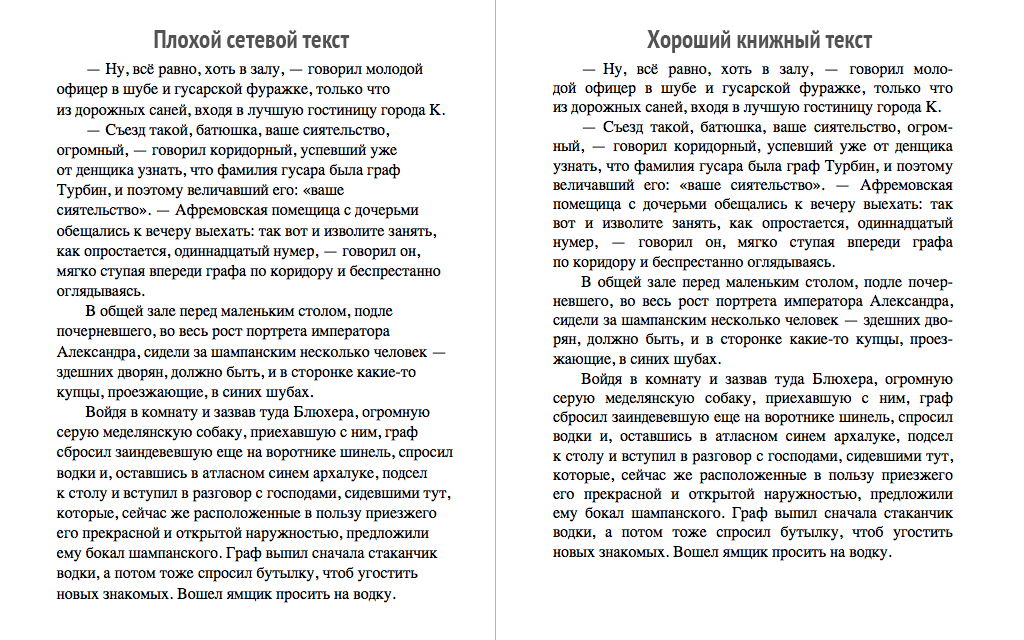 Плохой сетевой текст
— Ну, всё равно, хоть в залу, — говорил молодой
офицер в шубе и гусарской фуражке, только что
из дорожных саней, входя в лучшую гостиницу города К.
— Съезд такой, батюшка, ваше сиятельство,
огромный, — говорил коридорный, успевший уже
от денщика узнать, что фамилия гусара была граф
Турбин, и поэтому величавший его: «ваше
сиятельство». — Афремовская помещица с дочерьми
обещались к вечеру выехать: так вот и изволите занять,
как опростается, одиннадцатый нумер, — говорил он,
мягко ступая впереди графа по коридору и беспрестанно
оглядываясь.
В общей зале перед маленьким столом, подле
почерневшего, во весь рост портрета императора
Александра, сидели за шампанским несколько человек —
здешних дворян, должно быть, и в сторонке какие-то
купцы, проезжающие, в синих шубах.
Войдя в комнату и зазвав туда Блюхера, огромную
серую меделянскую собаку, приехавшую с ним, граф
сбросил заиндевевший еще на воротнике шинель, спросил
водки и, оставшись в атласном синем архалуке, подсел
к столу и вступил в разговор с господами, сидевшими тут,
которые, сейчас же расположенные в пользу приезжего
его прекрасной и открытой наружностью, предложили
ему бокал шампанского. Граф выпил сначала стаканчик
водки, а потом тоже спросил бутылку, чтоб угостить
новых знакомых. Вошел ямщик просить на водку.
Хороший книжный текст
— Ну, всё равно, хоть в залу, — говорил моло-
дой офицер в шубе и гусарской фуражке, только что
из дорожных саней, входя в лучшую гостиницу города К.
— Съезд такой, батюшка, ваше сиятельство, огром-
ный, — говорил коридорный, успевший уже от денщика
узнать, что фамилия гусара была граф Турбин, и поэтому
величавший его: «ваше сиятельство». — Афремовская
помещица с дочерьми обещались к вечеру выехать: так
вот и изволите занять, как опростается, одиннадцатый
нумер, — говорил он, мягко ступая впереди графа
по коридору и беспрестанно оглядываясь.
В общей зале перед маленьким столом, подле почер-
невшего, во весь рост портрета императора Александра,
сидели за шампанским несколько человек — здешних дво-
рян, должно быть, и в сторонке какие-то купцы, проез-
жающие, в синих шубах.
Войдя в комнату и зазвав туда Блюхера, огромную
серую меделянскую собаку, приехавшую с ним, граф
сбросил заиндевевший еще на воротнике шинель, спросил
водки и, оставшись в атласном синем архалуке, подсел
к столу и вступил в разговор с господами, сидевшими тут,
которые, сейчас же расположенные в пользу приезжего
его прекрасной и открытой наружностью, предложили
ему бокал шампанского. Граф выпил сначала стаканчик
водки, а потом тоже спросил бутылку, чтоб угостить
новых знакомых. Вошел ямщик просить на водку.